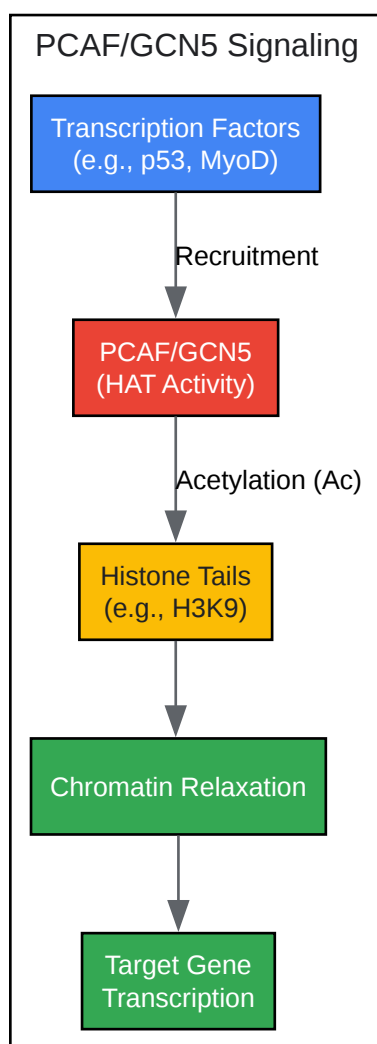 PCAF/GCN5 Signaling
Transcription Factors
(e.g., p53, MyoD)
Recruitment
PCAF/GCN5
(HAT Activity)
Acetylation (Ac)
Histone Tails
(e.g., H3K9)
Chromatin Relaxation
Target Gene
Transcription